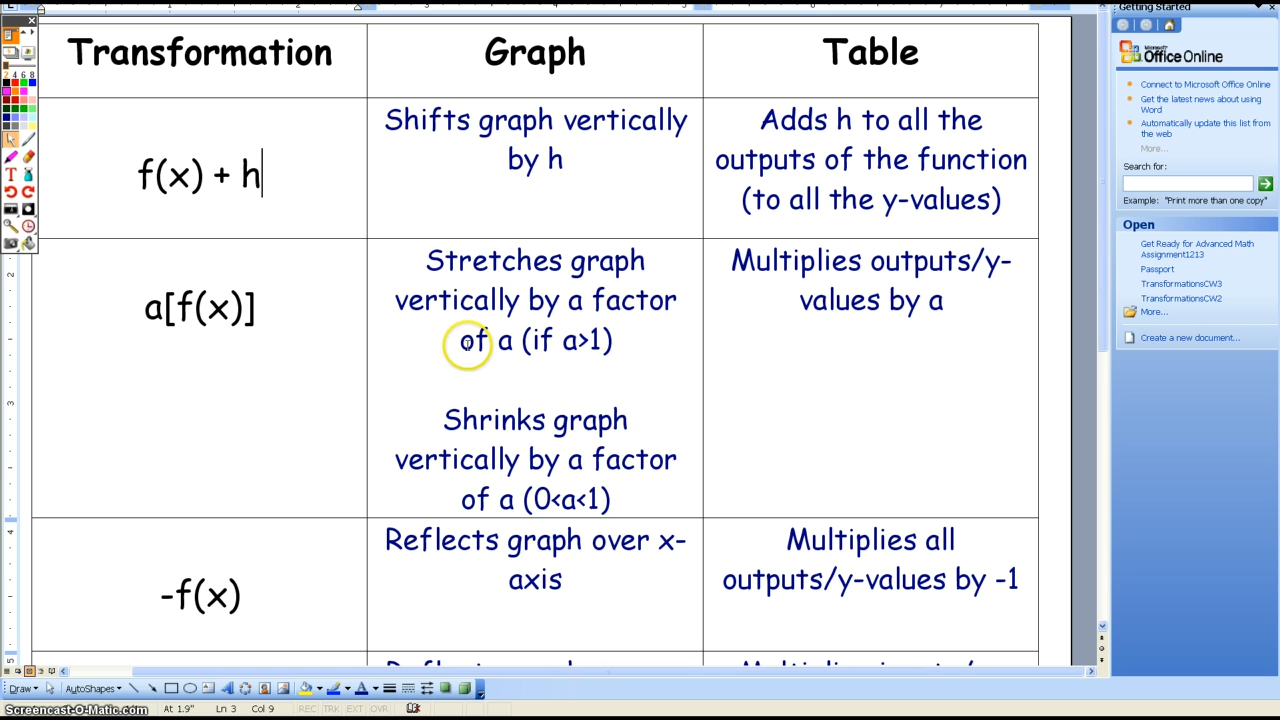 Getting Started
Transformation
Graph
Table
f(x) + h
Shifts graph vertically
by h
Adds h to all the
outputs of the function
(to all the y-values)
a[f(x)]
Stretches graph
vertically by a factor
of a (if a>1)
Shrinks graph
vertically by a factor
of a (0<a<1)
Multiplies outputs/y-
values by a
-f(x)
Reflects graph over x-
axis
Multiplies all
outputs/y-values by -1
Microsoft
Office Online
Connect to Microsoft Office Online
Get the latest news about using
Word
Automatically update this list from
the web
More...
Search for:
Example: "Print more than one copy"
Open
Get Ready for Advanced Math
Assignment1213
Passport
TransformationsCW3
TransformationsCW2
More...
Create a new document...
2 4 6 8
Draw
AutoShapes
Screencast-O-Matic.com
At 1.9"
Ln 3
Col 9
REC
TRK
EXT
OVR